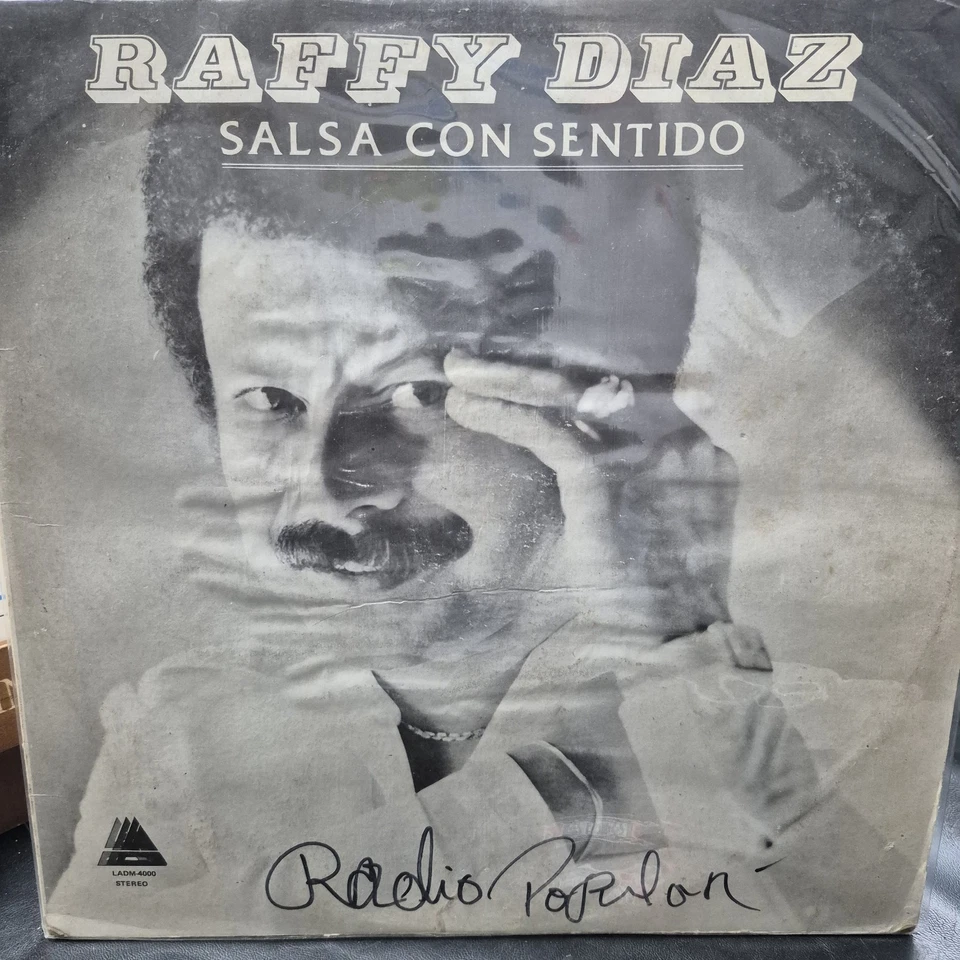 RAFFY DIAZ
SALSA CON SENTIDO
LADM-4000
STEREO
Radio Popular